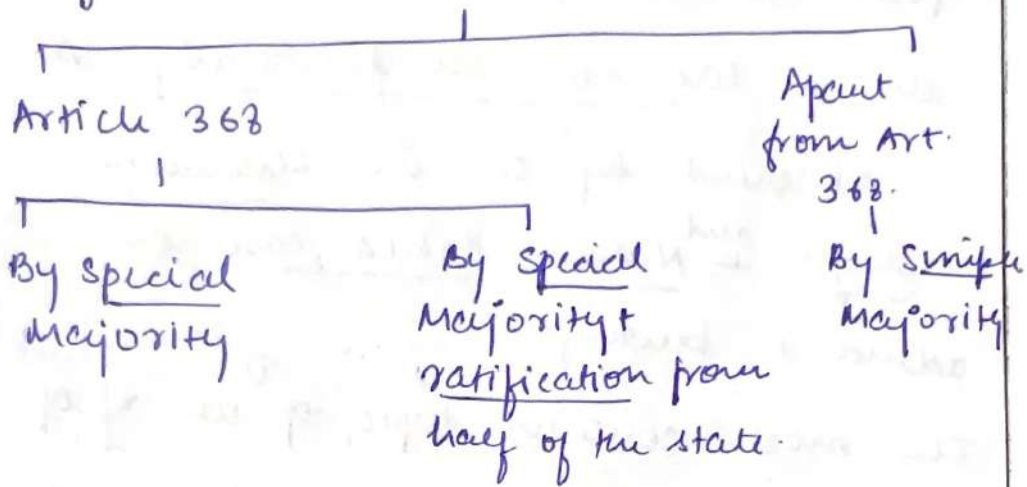 Article 368
Apart
from Art.
368.
By Special
Majority
By Special
Majority +
ratification from
half of the state.
By Simple
Majority